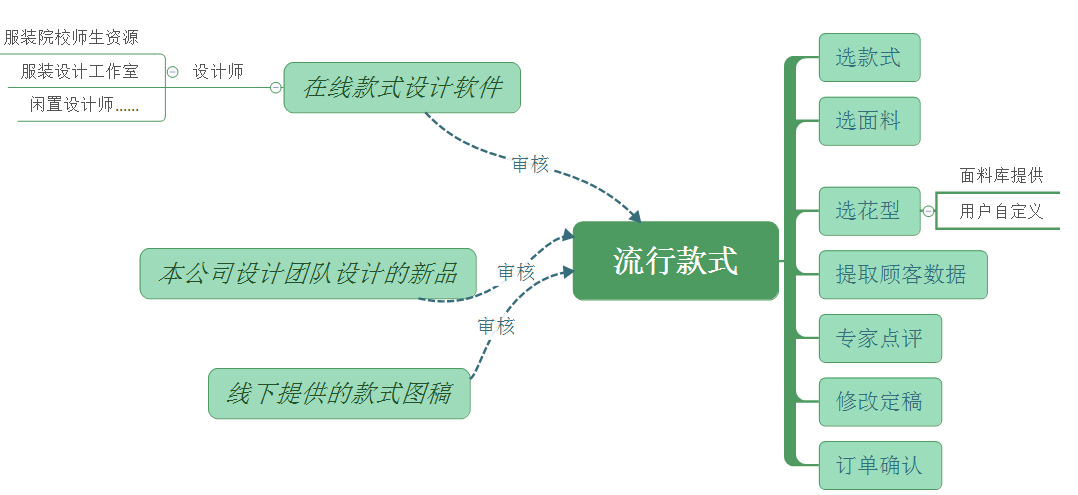 服装院校师生资源
服装设计工作室
闲置设计师......
设计师
在线款式设计软件
审核
本公司设计团队设计的新品
审核
审核
线下提供的款式图稿
流行款式
选款式
选面料
选花型
面料库提供
用户自定义
提取顾客数据
专家点评
修改定稿
订单确认